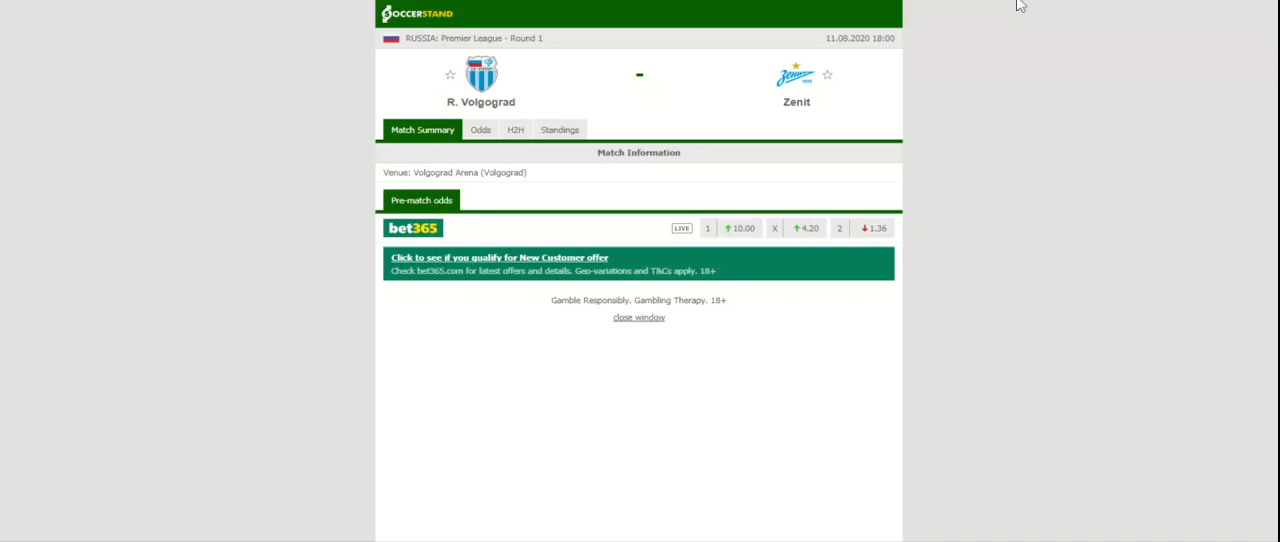 SOCCERSTAND
RUSSIA: Premier League - Round 1 11.08.2020 18:00
-
R. Volgograd Zenit
Match Summary Odds H2H Standings
Match Information
Venue: Volgograd Arena (Volgograd)
Pre-match odds
bet365 LIVE 1 10.00 X 4.20 2 1.36
Click to see if you qualify for New Customer offer
Check bet365.com for latest offers and details. Geo-variations and T&Cs apply. 18+
Gamble Responsibly. Gambling Therapy. 18+
close window